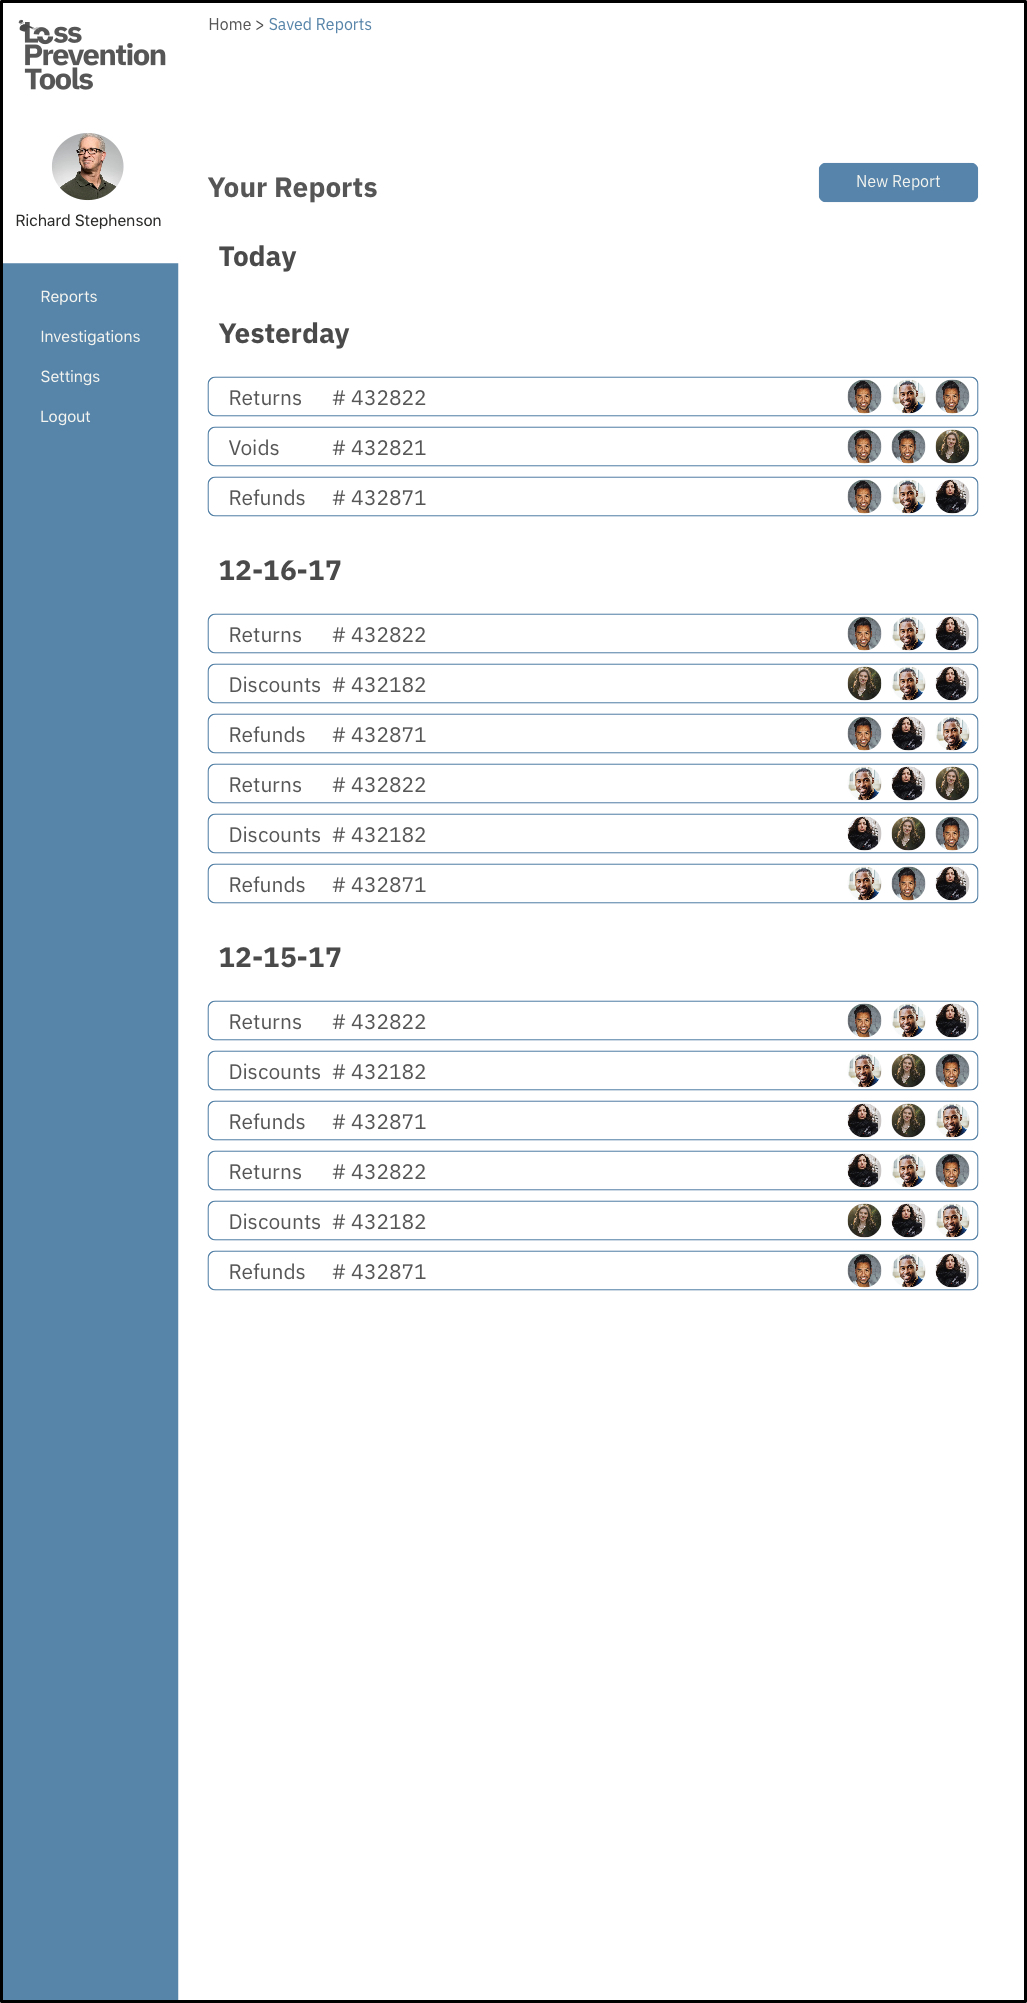 Loss
Prevention
Tools
Home > Saved Reports
Richard Stephenson
Reports
Investigations
Settings
Logout
Your Reports
New Report
Today
Yesterday
Returns # 432822
Voids # 432821
Refunds # 432871
12-16-17
Returns # 432822
Discounts # 432182
Refunds # 432871
Returns # 432822
Discounts # 432182
Refunds # 432871
12-15-17
Returns # 432822
Discounts # 432182
Refunds # 432871
Returns # 432822
Discounts # 432182
Refunds # 432871